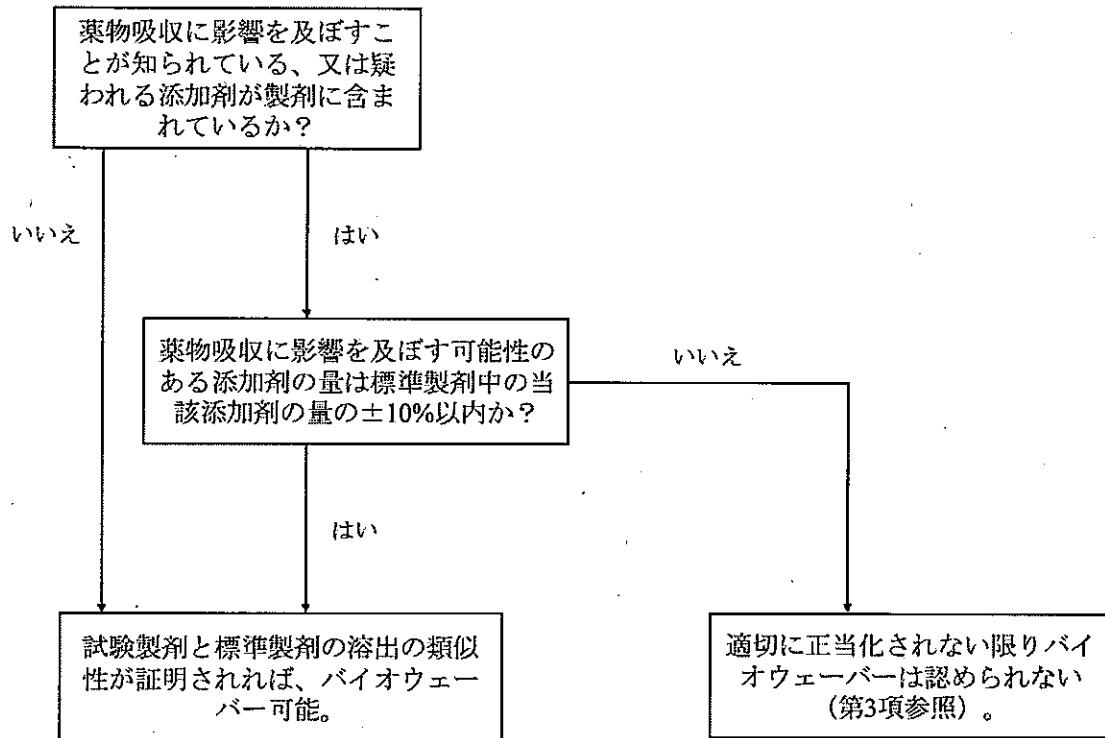 薬物吸収に影響を及ぼすこ
とが知られている、又は疑
われる添加剤が製剤に含ま
れているか？
いいえ
はい
薬物吸収に影響を及ぼす可能性の
ある添加剤の量は標準製剤中の当
該添加剤の量の±10%以内か？
いいえ
はい
試験製剤と標準製剤の溶出の類似
性が証明されれば、バイオウェー
バー可能。
適切に正当化されない限りバイ
オウェーバーは認められない
（第3項参照）。